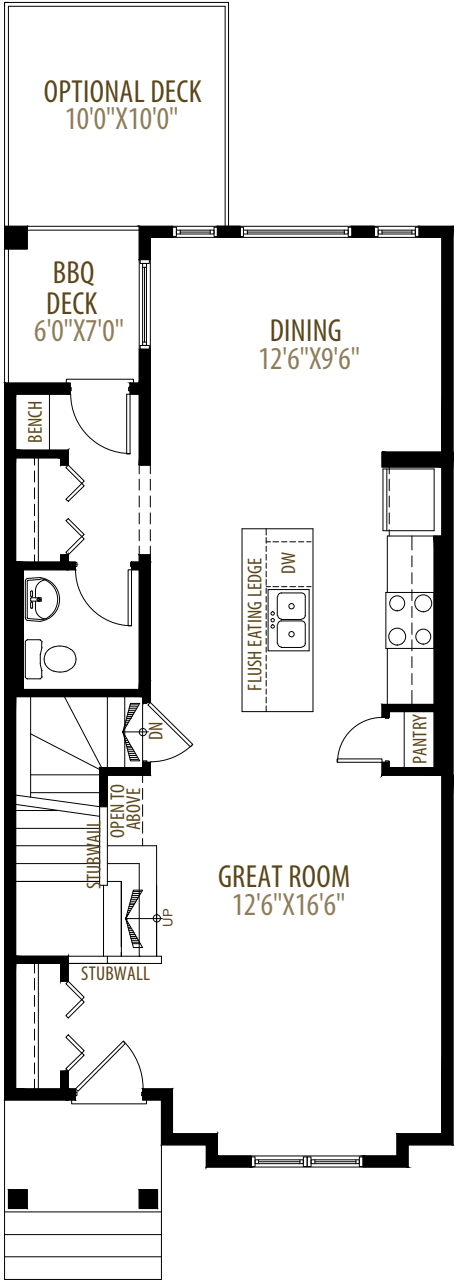 OPTIONAL DECK
10'0"X10'0"
BBQ
DECK
6'0"X7'0"
DINING
12'6"X9'6"
BENCH
FLUSH EATING LEDGE
DW
DN
PANTRY
OPEN TO
ABOVE
STUBWALL
GREAT ROOM
12'6"X16'6"
UP
STUBWALL